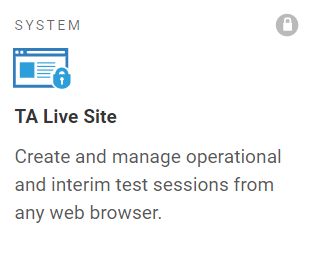 SYSTEM
TA Live Site
Create and manage operational
and interim test sessions from
any web browser.